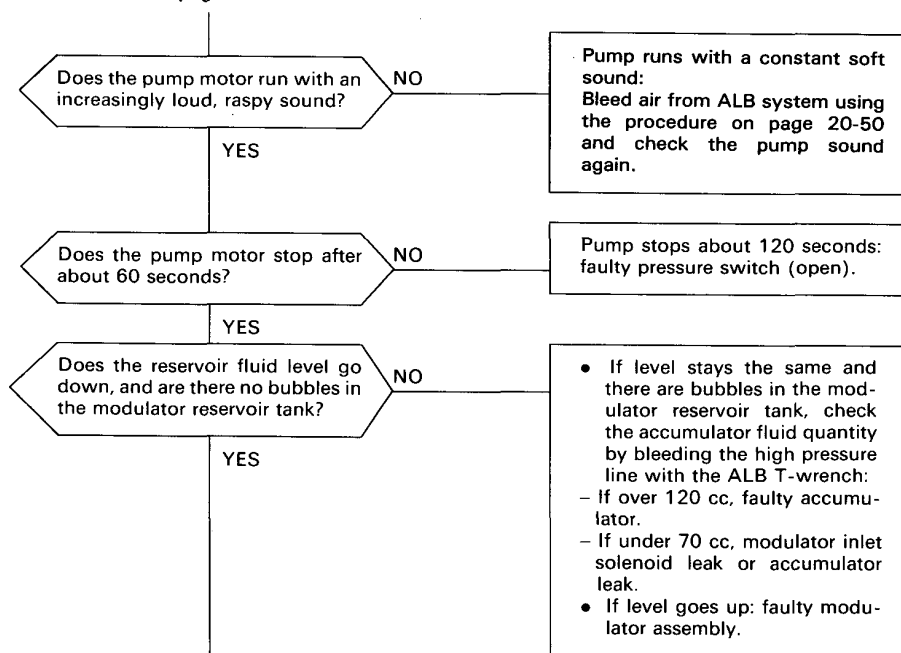 Does the pump motor run with an
increasingly loud, raspy sound?
NO
Pump runs with a constant soft
sound:
Bleed air from ALB system using
the procedure on page 20-50
and check the pump sound
again.
YES
Does the pump motor stop after
about 60 seconds?
NO
Pump stops about 120 seconds:
faulty pressure switch (open).
YES
Does the reservoir fluid level go
down, and are there no bubbles in
the modulator reservoir tank?
NO
● If level stays the same and
there are bubbles in the mod-
ulator reservoir tank, check
the accumulator fluid quantity
by bleeding the high pressure
line with the ALB T-wrench:
– If over 120 cc, faulty accumu-
lator.
– If under 70 cc, modulator inlet
solenoid leak or accumulator
leak.
● If level goes up: faulty modu-
lator assembly.
YES